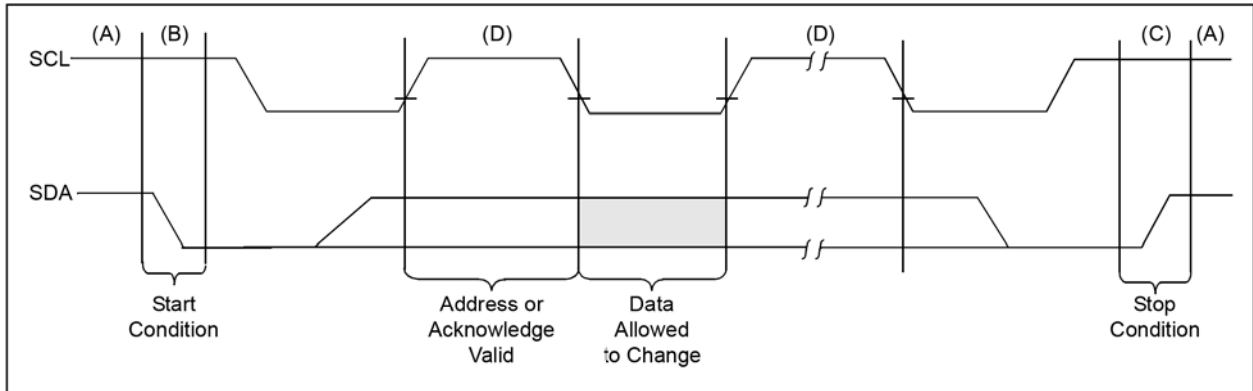 (A) (B) (D) (D) (C) (A)
SCL
SDA
Start
Condition
Address or
Acknowledge
Valid
Data
Allowed
to Change
Stop
Condition